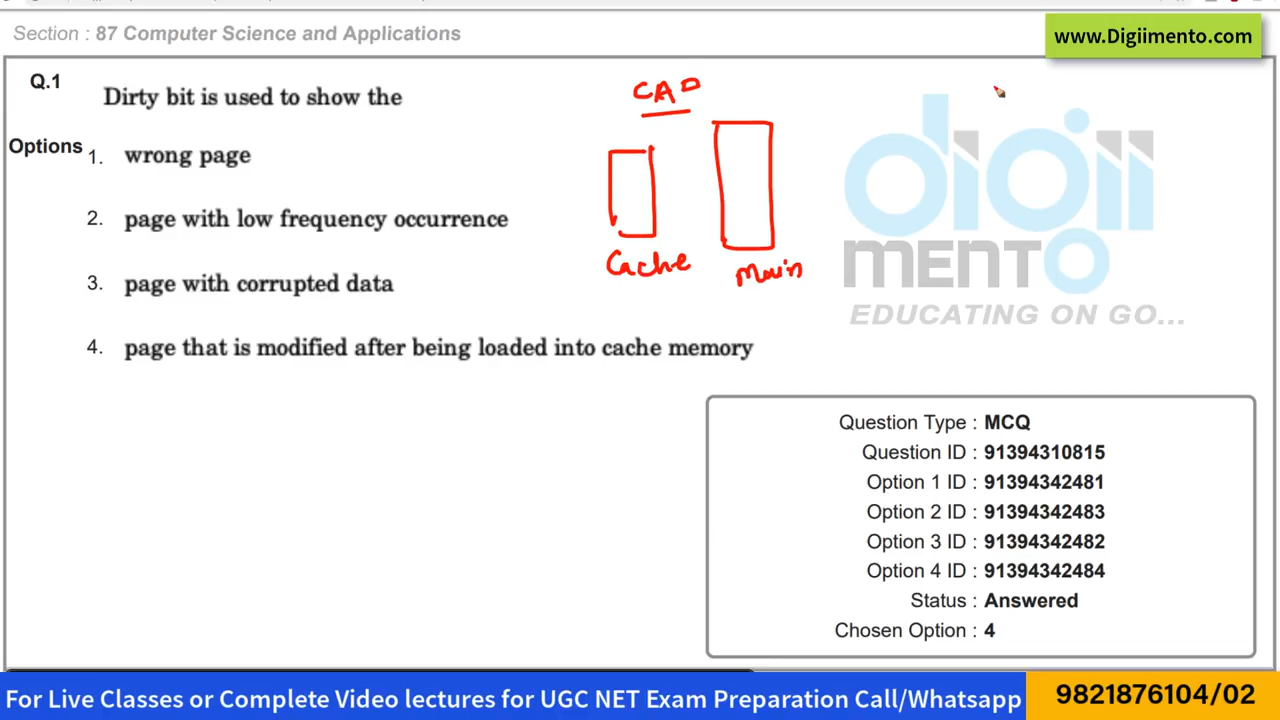 Section : 87 Computer Science and Applications
www.Digiimento.com
Q.1
Dirty bit is used to show the
Options
1. wrong page
2. page with low frequency occurrence
3. page with corrupted data
4. page that is modified after being loaded into cache memory
CAO
Cache
Main
digii
MENTO
EDUCATING ON GO...
Question Type : MCQ
Question ID : 91394310815
Option 1 ID : 91394342481
Option 2 ID : 91394342483
Option 3 ID : 91394342482
Option 4 ID : 91394342484
Status : Answered
Chosen Option : 4
For Live Classes or Complete Video lectures for UGC NET Exam Preparation Call/Whatsapp
9821876104/02